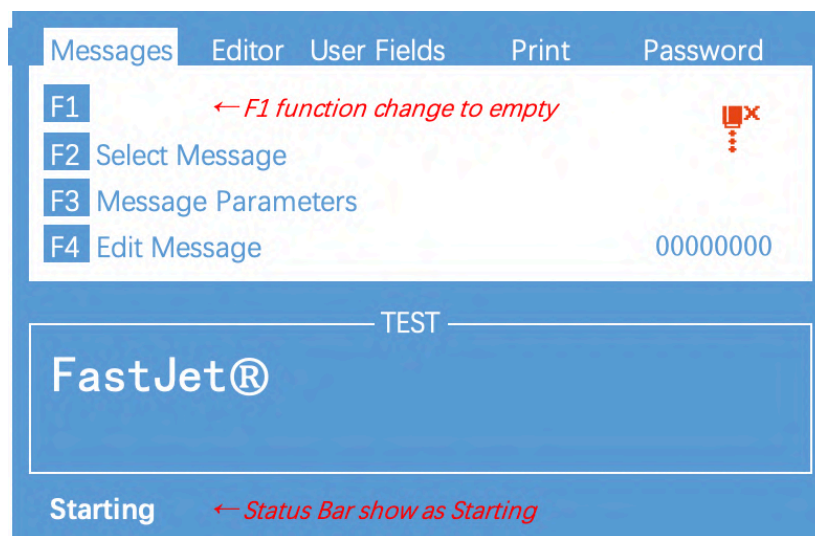 Messages Editor User Fields Print Password
F1 ← F1 function change to empty
F2 Select Message
F3 Message Parameters
F4 Edit Message 00000000
TEST
FastJet®
Starting ← Status Bar show as Starting